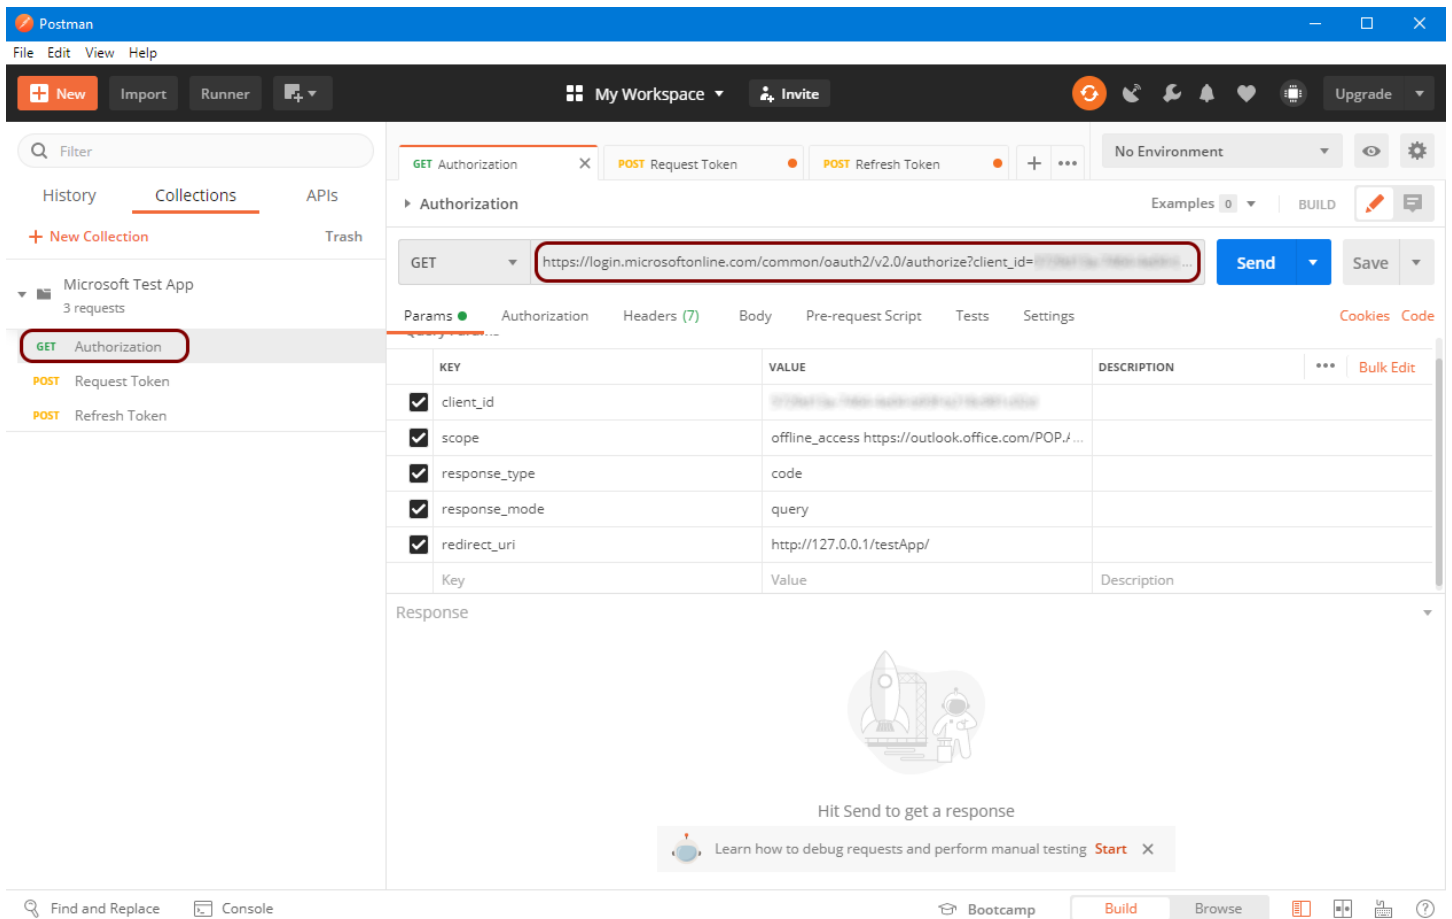 Postman
File Edit View Help
New Import Runner My Workspace Invite Upgrade
Filter
History Collections APIs
New Collection Trash
Microsoft Test App
3 requests
GET Authorization
POST Request Token
POST Refresh Token
GET Authorization POST Request Token POST Refresh Token No Environment
Authorization Examples 0 BUILD
GET https://login.microsoftonline.com/common/oauth2/v2.0/authorize?client_id= ... Send Save
Params Authorization Headers (7) Body Pre-request Script Tests Settings Cookies Code
KEY VALUE DESCRIPTION Bulk Edit
client_id
scope offline_access https://outlook.office.com/POP.A...
response_type code
response_mode query
redirect_uri http://127.0.0.1/testApp/
Key Value Description
Response
Hit Send to get a response
Learn how to debug requests and perform manual testing Start
Find and Replace Console Bootcamp Build Browse